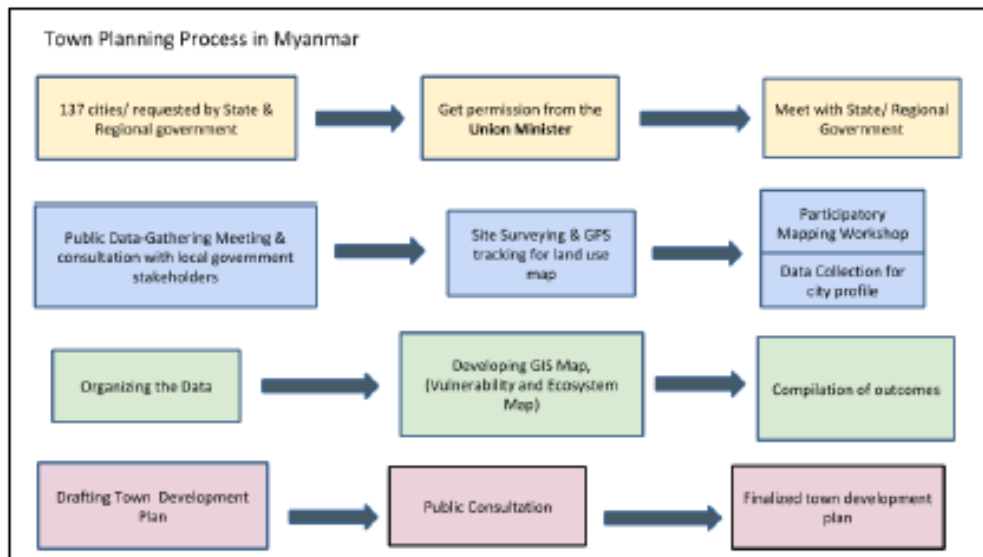 Town Planning Process in Myanmar
137 cities/ requested by State &
Regional government
Get permission from the
Union Minister
Meet with State/ Regional
Government
Public Data-Gathering Meeting &
consultation with local government
stakeholders
Site Surveying & GPS
tracking for land use
map
Participatory
Mapping Workshop
Data Collection for
city profile
Organizing the Data
Developing GIS Map,
(Vulnerability and Ecosystem
Map)
Compilation of outcomes
Drafting Town Development
Plan
Public Consultation
Finalized town development
plan